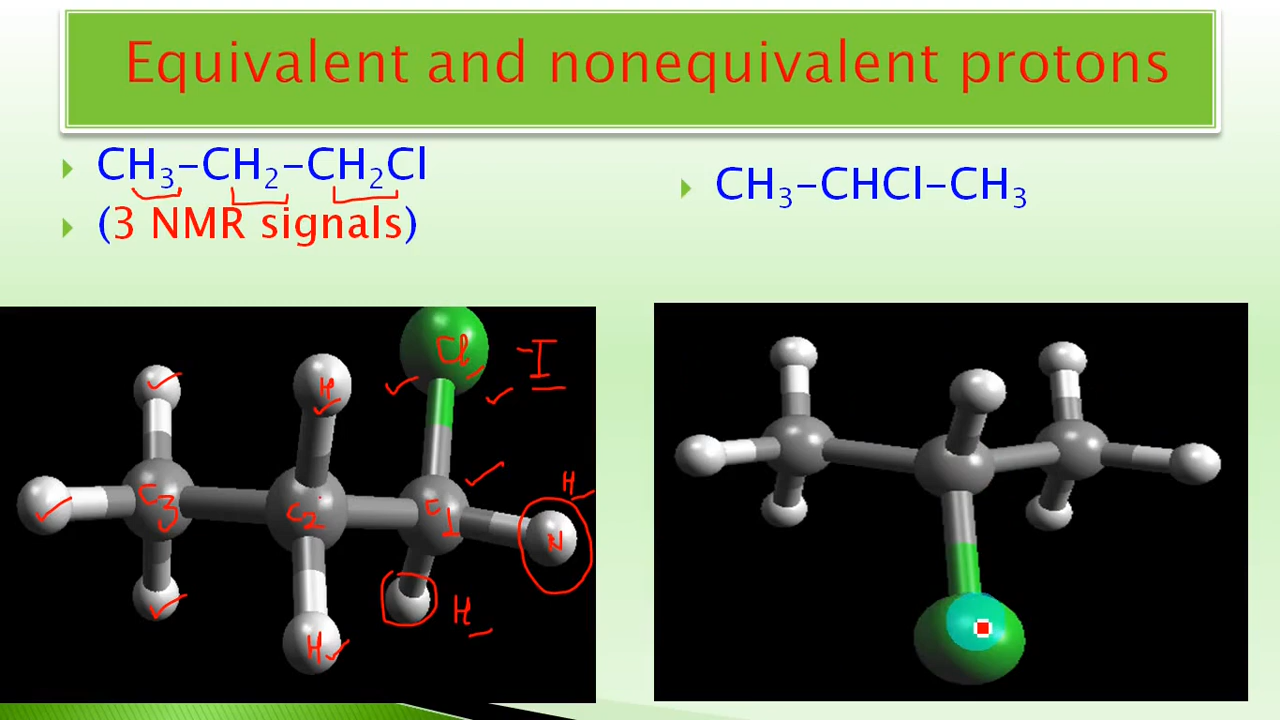 Equivalent and nonequivalent protons
CH₃-CH₂-CH₂Cl
(3 NMR signals)
CH₃-CHCl-CH₃
Cl
-I
H
C3
C2
C1
H
N
H
H